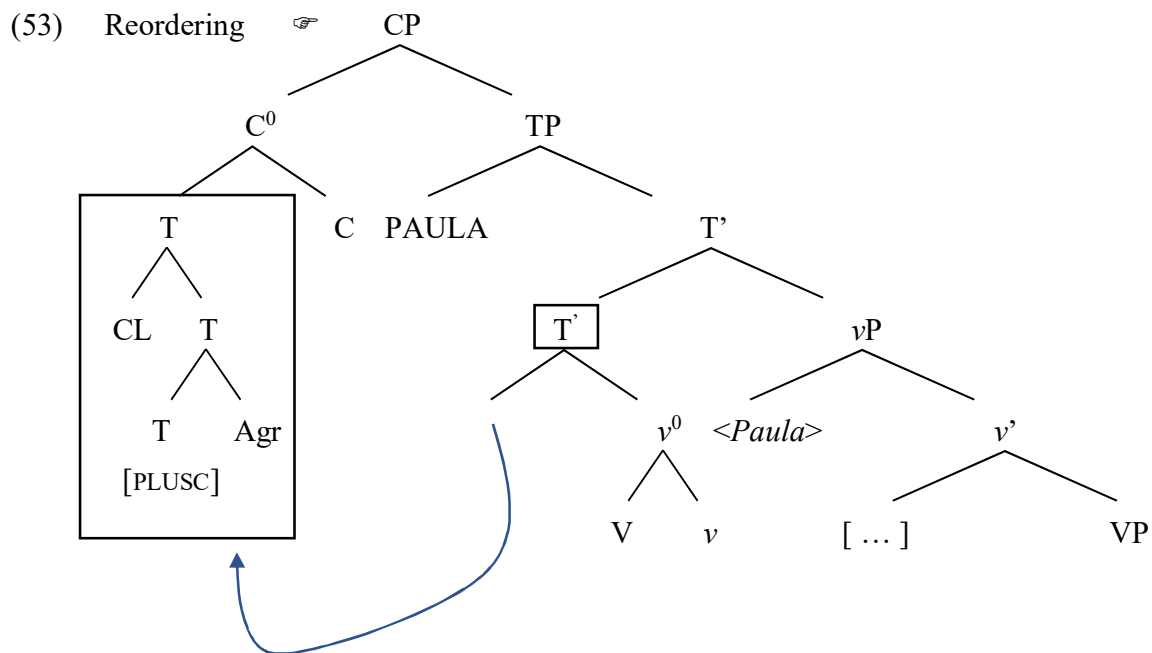 (53) Reordering ☞ CP
C⁰ TP
T C PAULA T’
CL T T’ vP
T Agr v⁰ <Paula> v’
[PLUSC]
V v [ … ] VP